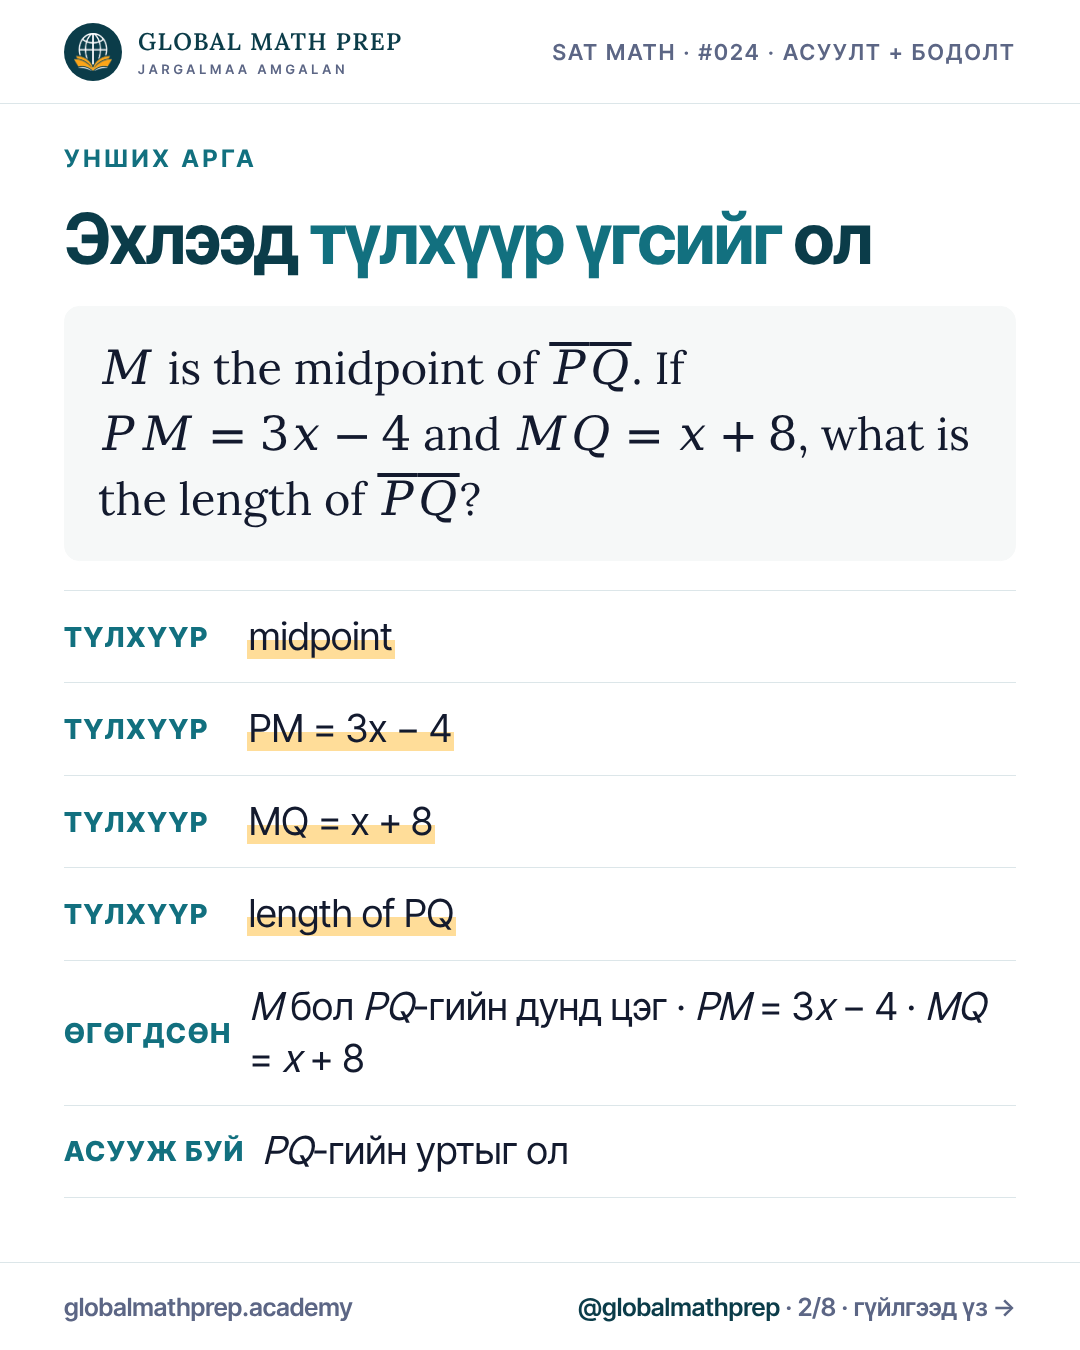 GLOBAL MATH PREP
JARGALMAA AMGALAN
SAT MATH · #024 · АСУУЛТ + БОДОЛТ
УНШИХ АРГА
Эхлээд түлхүүр үгсийг ол
M is the midpoint of P̅Q̅. If
PM = 3x − 4 and MQ = x + 8, what is
the length of P̅Q̅?
ТҮЛХҮҮР midpoint
ТҮЛХҮҮР PM = 3x − 4
ТҮЛХҮҮР MQ = x + 8
ТҮЛХҮҮР length of PQ
ӨГӨГДСӨН M бол PQ-гийн дунд цэг · PM = 3x − 4 · MQ
= x + 8
АСУУЖ БУЙ PQ-гийн уртыг ол
globalmathprep.academy
@globalmathprep · 2/8 · гүйлгээд үз →